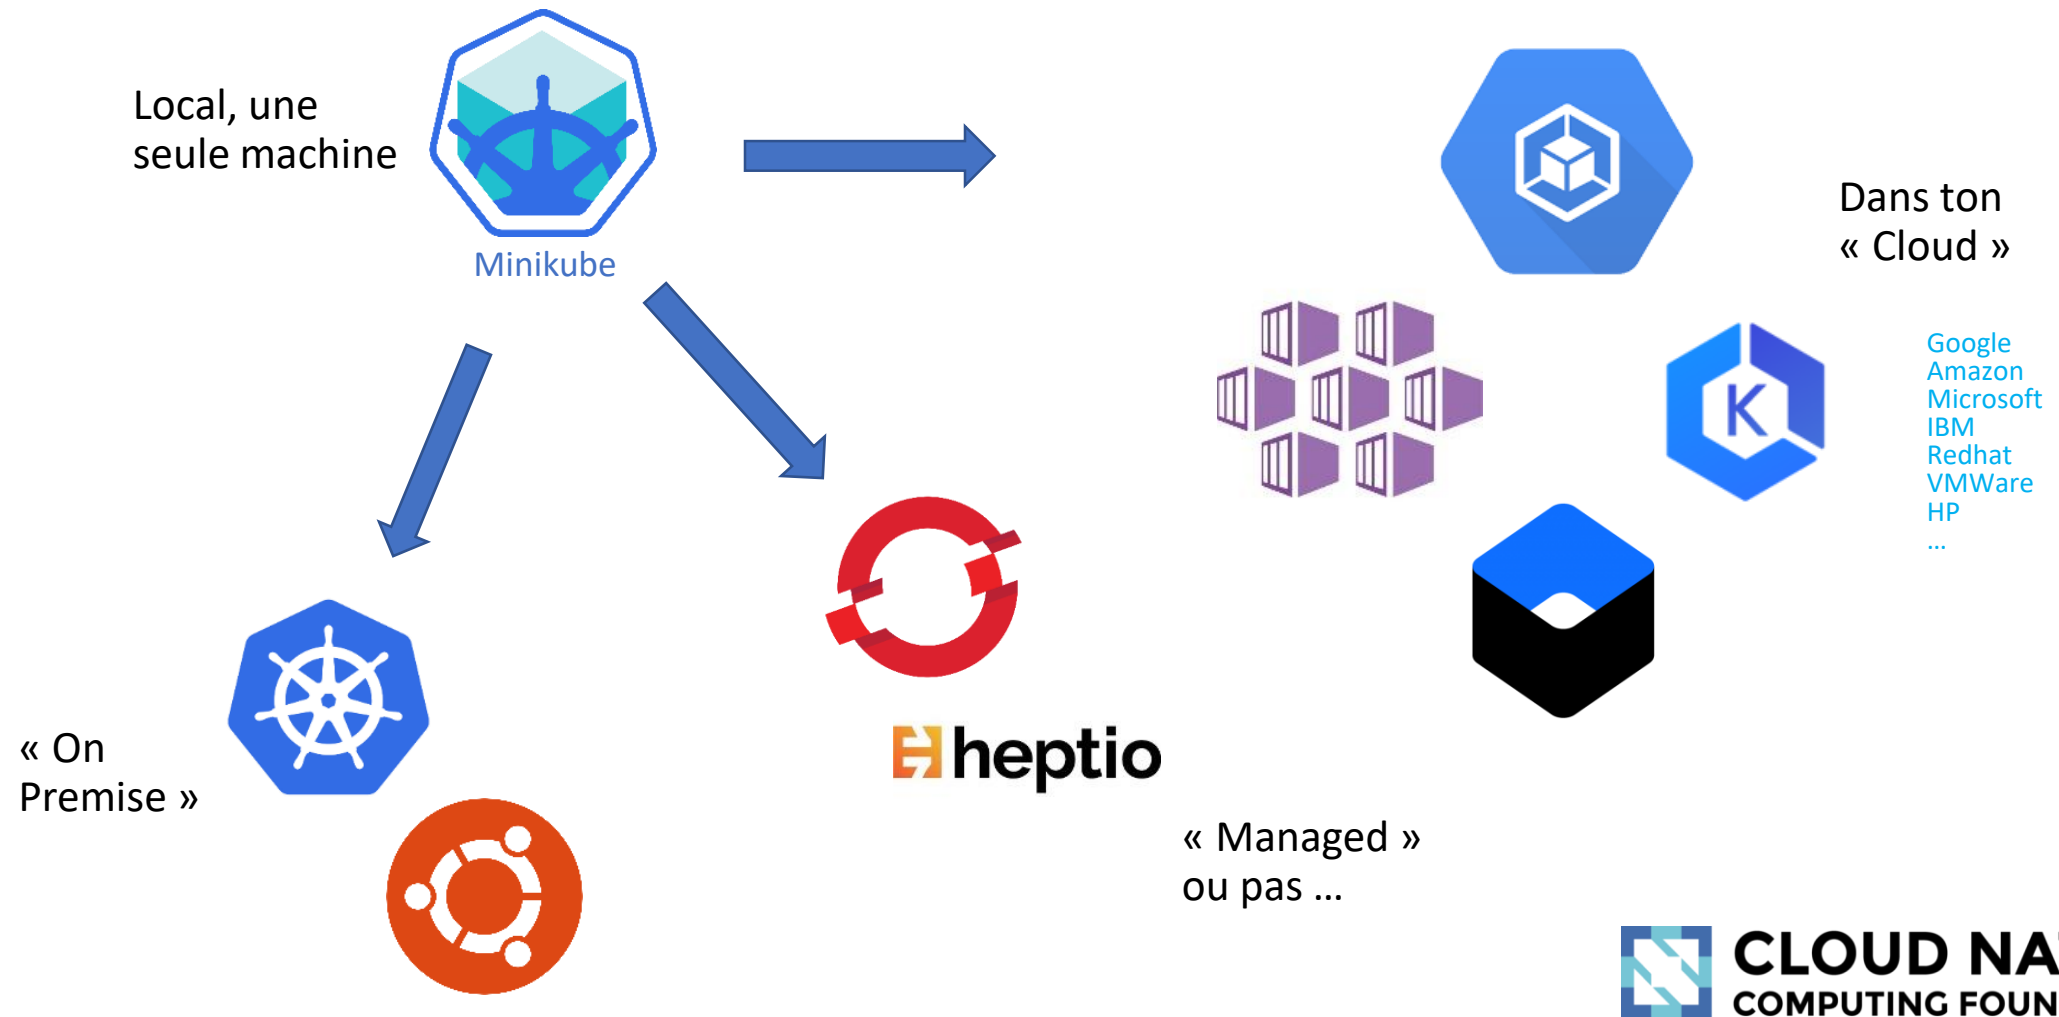 Local, une
seule machine
Minikube
Dans ton
« Cloud »
Google
Amazon
Microsoft
IBM
Redhat
VMWare
HP
...
K
heptio
« On
Premise »
« Managed »
ou pas ...
CLOUD NA
COMPUTING FOUN